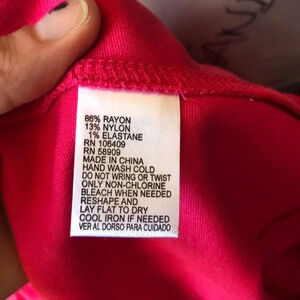 86% RAYON
13% NYLON
1% ELASTANE
RN 106409
RN 58909
MADE IN CHINA
HAND WASH COLD
DO NOT WRING OR TWIST
ONLY NON-CHLORINE
BLEACH WHEN NEEDED
RESHAPE AND
LAY FLAT TO DRY
COOL IRON IF NEEDED
VER AL DORSO PARA CUIDADO